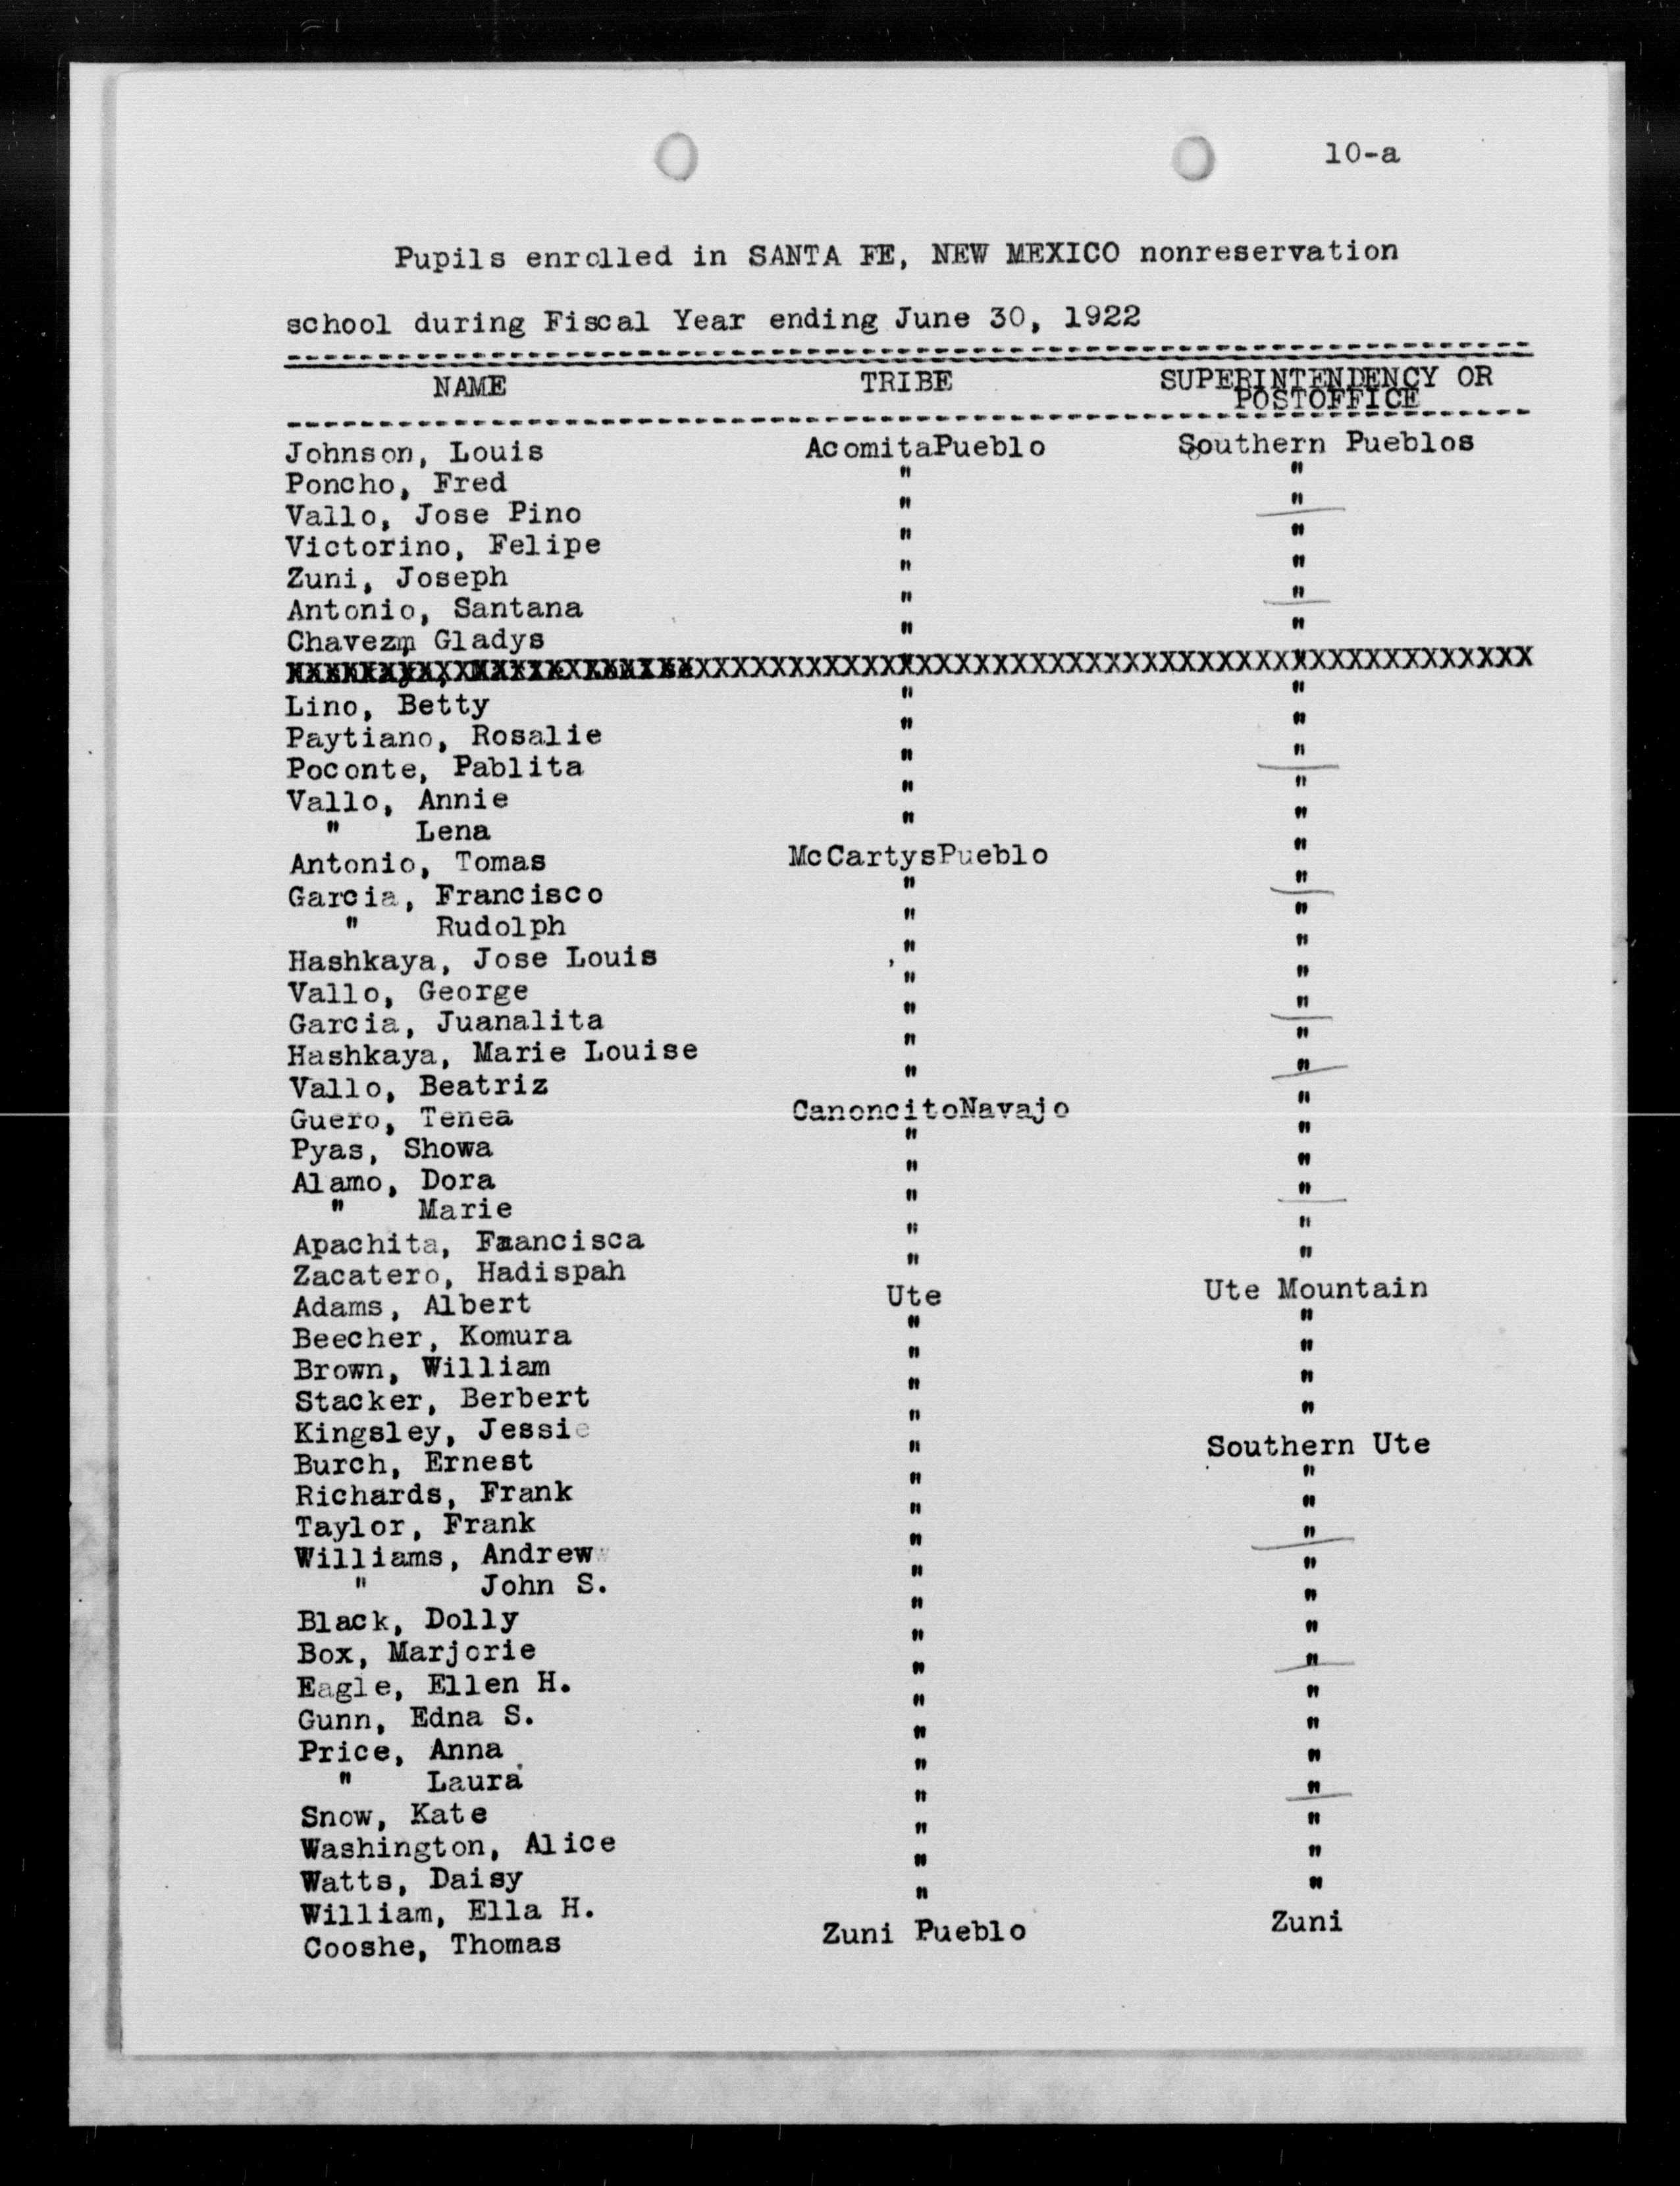 10-a
Pupils enrolled in SANTA FE, NEW MEXICO nonreservation
school during Fiscal Year ending June 30, 1922
NAME TRIBE SUPERINTENDENCY OR
POSTOFFICE
Johnson, Louis AcomitaPueblo Southern Pueblos
Poncho, Fred " "
Vallo, Jose Pino " "
Victorino, Felipe " "
Zuni, Joseph " "
Antonio, Santana " "
Chavezm Gladys " "
Lino, Betty " "
Paytiano, Rosalie " "
Poconte, Pablita " "
Vallo, Annie " "
" Lena " "
Antonio, Tomas McCartysPueblo "
Garcia, Francisco " "
" Rudolph " "
Hashkaya, Jose Louis " "
Vallo, George " "
Garcia, Juanalita " "
Hashkaya, Marie Louise " "
Vallo, Beatriz " "
Guero, Tenea CanoncitoNavajo "
Pyas, Showa " "
Alamo, Dora " "
" Marie " "
Apachita, Faancisca " "
Zacatero, Hadispah " "
Adams, Albert Ute Ute Mountain
Beecher, Komura " "
Brown, William " "
Stacker, Berbert " "
Kingsley, Jessie " "
Burch, Ernest " Southern Ute
Richards, Frank " "
Taylor, Frank " "
Williams, Andreww " "
" John S. " "
Black, Dolly " "
Box, Marjorie " "
Eagle, Ellen H. " "
Gunn, Edna S. " "
Price, Anna " "
" Laura " "
Snow, Kate " "
Washington, Alice " "
Watts, Daisy " "
William, Ella H. " "
Cooshe, Thomas Zuni Pueblo Zuni